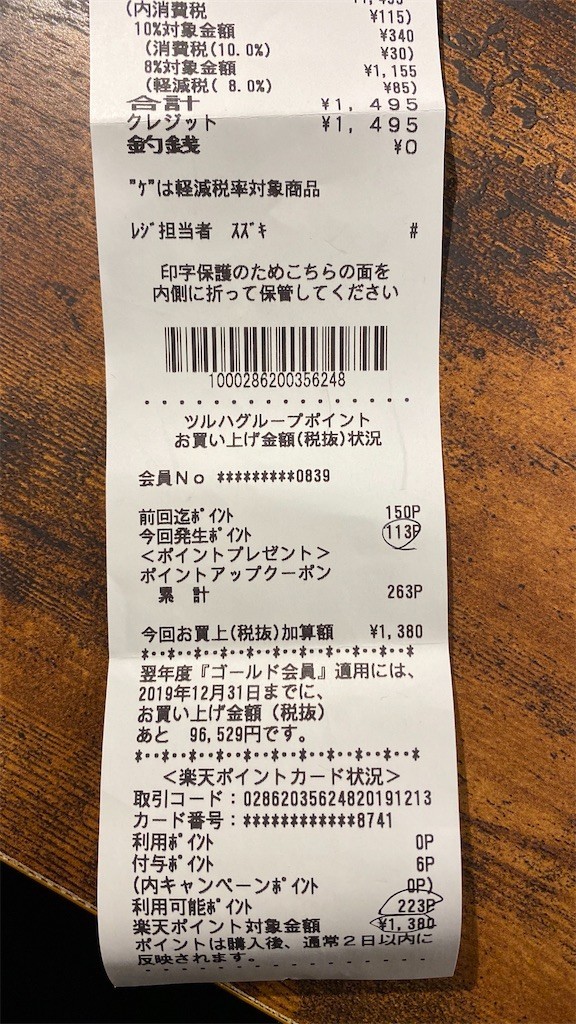 (内消費税 ¥115)
10%対象金額 ¥340
(消費税(10.0%) ¥30)
8%対象金額 ¥1,155
(軽減税( 8.0%) ¥85)
合計 ¥1,495
クレジット ¥1,495
釣銭 ¥0
"ケ"は軽減税率対象商品
ﾚｼﾞ担当者 ｽｽﾞｷ #
印字保護のためこちらの面を
内側に折って保管してください
1000286200356248
ツルハグループポイント
お買い上げ金額(税抜)状況
会員No *********0839
前回迄ﾎﾟｲﾝﾄ 150P
今回発生ﾎﾟｲﾝﾄ 113P
<ポイントプレゼント>
ポイントアップクーポン
累 計 263P
今回お買上(税抜)加算額 ¥1,380
*‥*‥*‥*‥*‥*‥*‥*‥*‥*
翌年度『ゴールド会員』適用には、
2019年12月31日までに、
お買い上げ金額(税抜)
あと 96,529円です。
*‥*‥*‥*‥*‥*‥*‥*‥*‥*
<楽天ポイントカード状況>
取引コード:02862035624820191213
カード番号:************8741
利用ﾎﾟｲﾝﾄ 0P
付与ﾎﾟｲﾝﾄ 6P
(内キャンペーンﾎﾟｲﾝﾄ 0P)
利用可能ﾎﾟｲﾝﾄ 223P
楽天ポイント対象金額 ¥1,380
ポイントは購入後、通常2日以内に
反映されます。